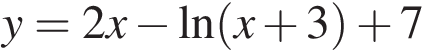 y = 2x − ln(x + 3) + 7